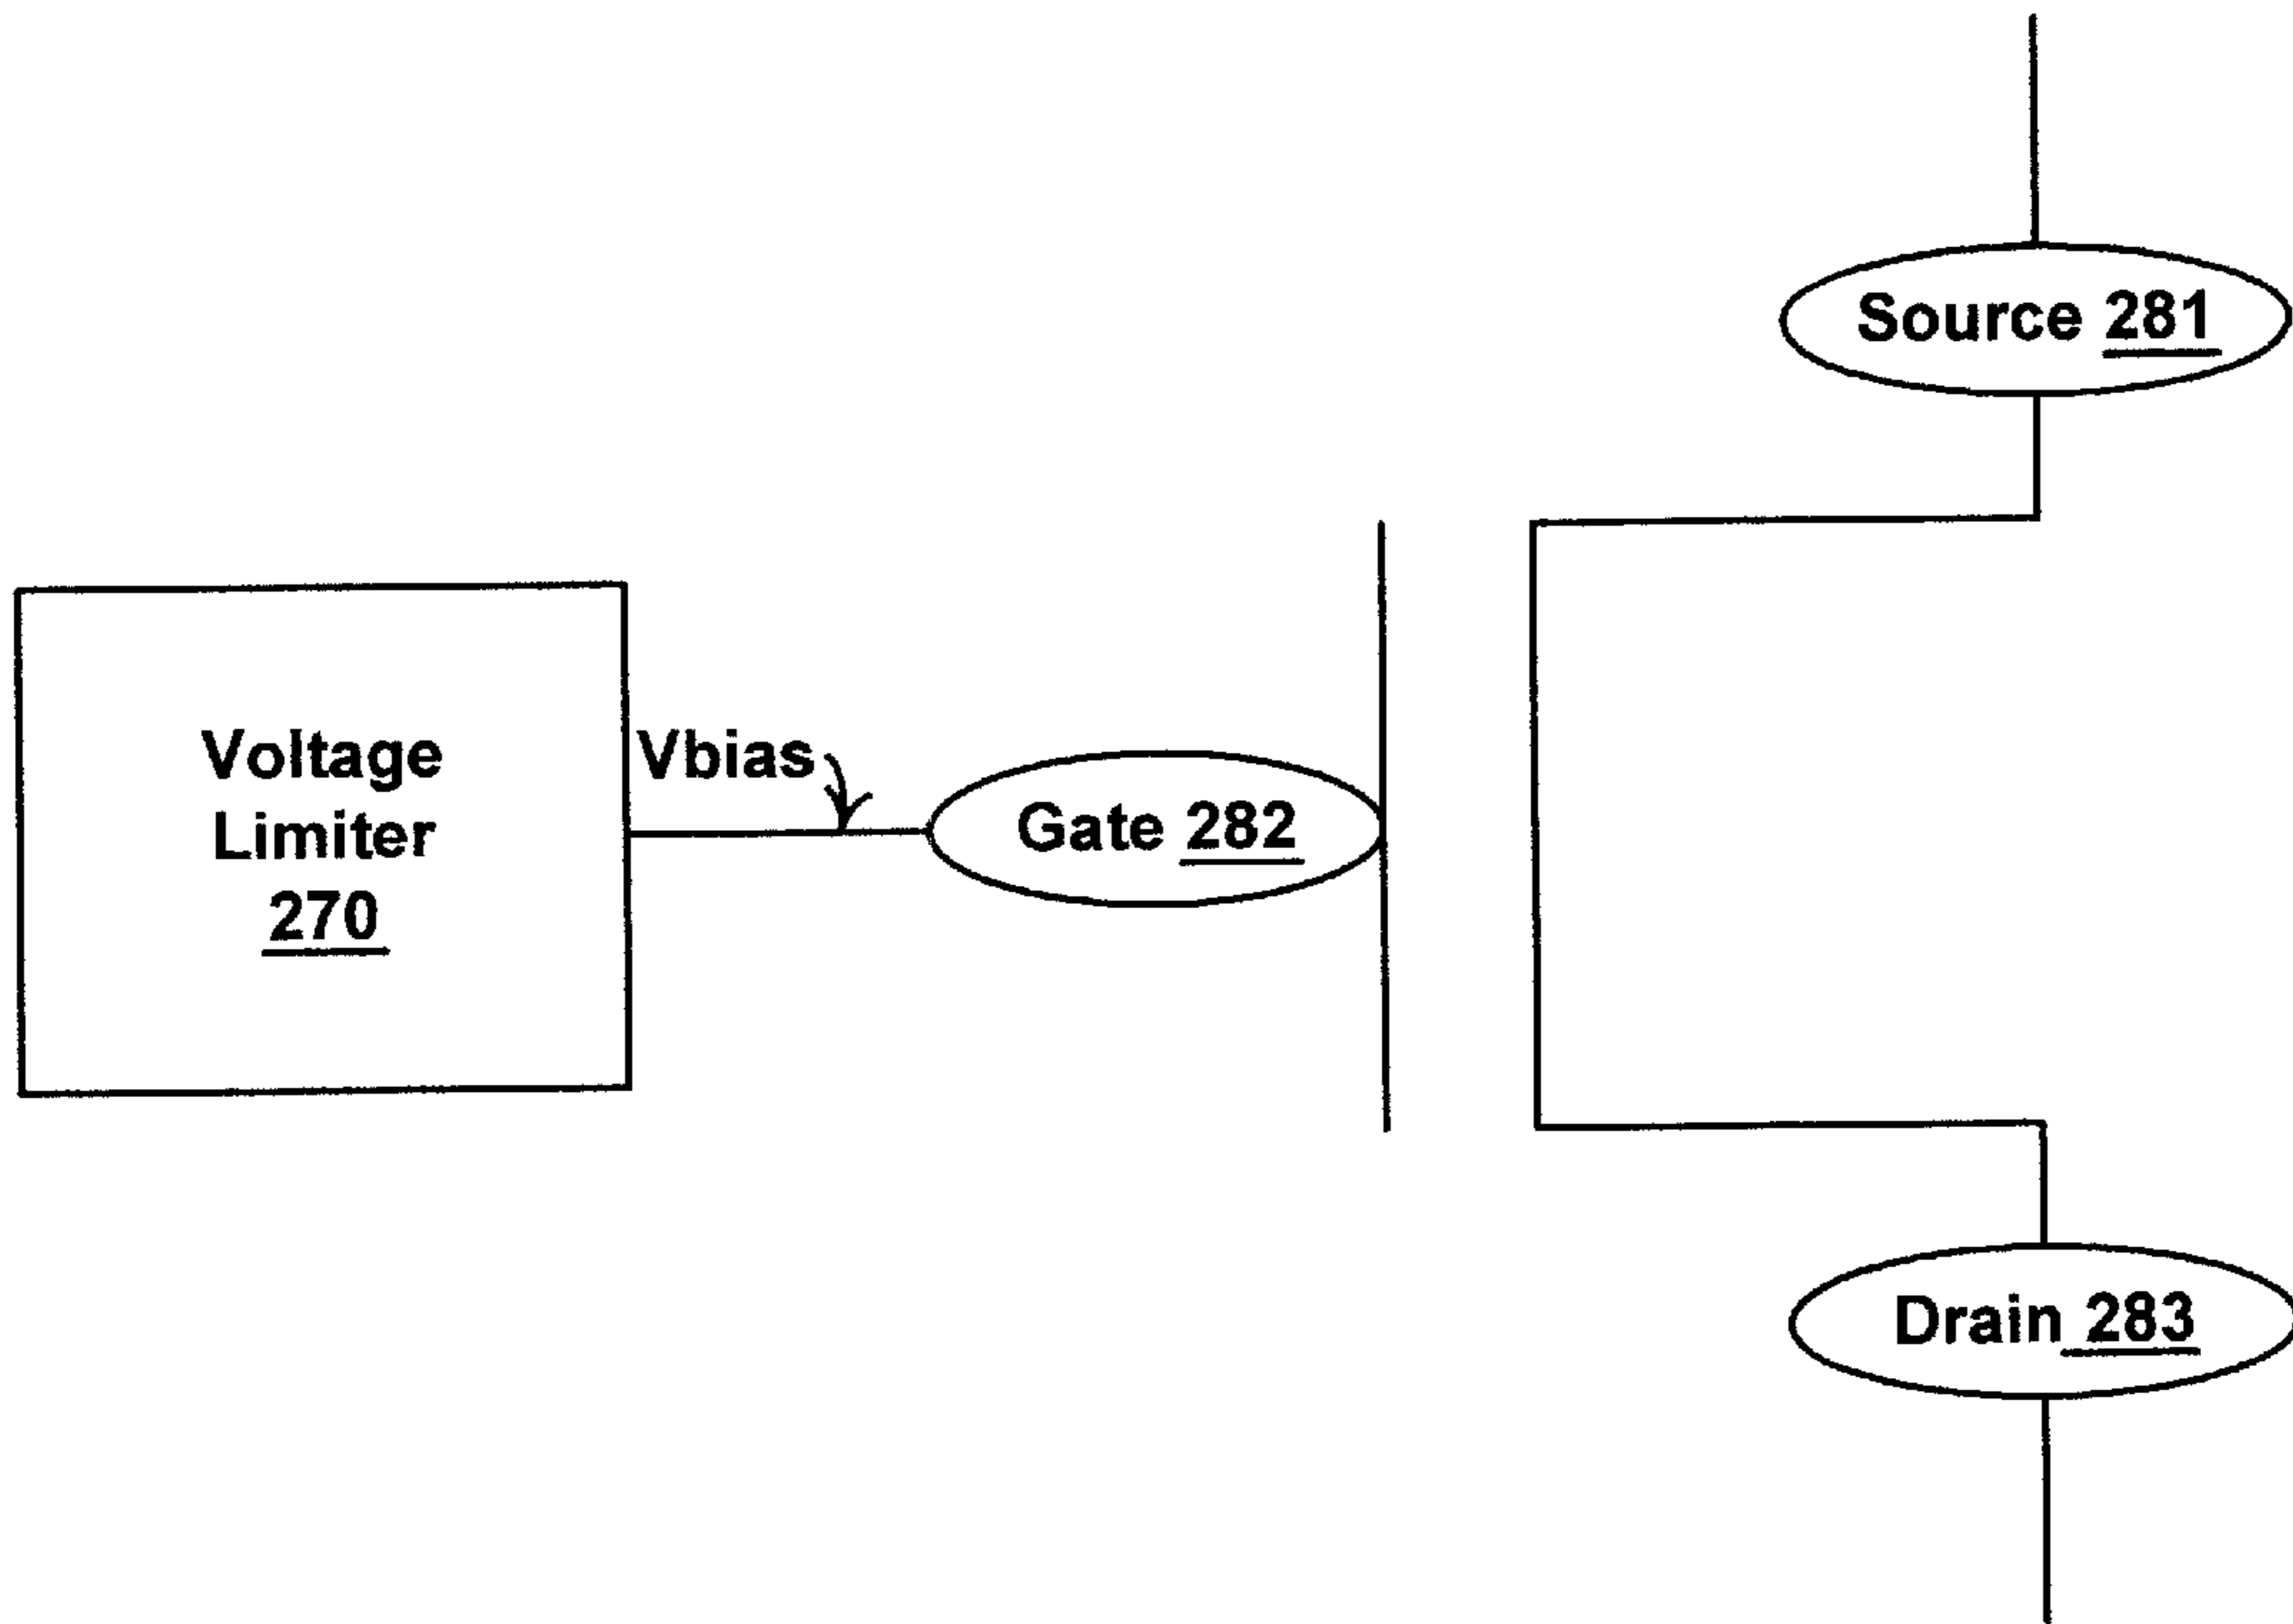 Source 281
Voltage
Limiter
270
Vbias
Gate 282
Drain 283